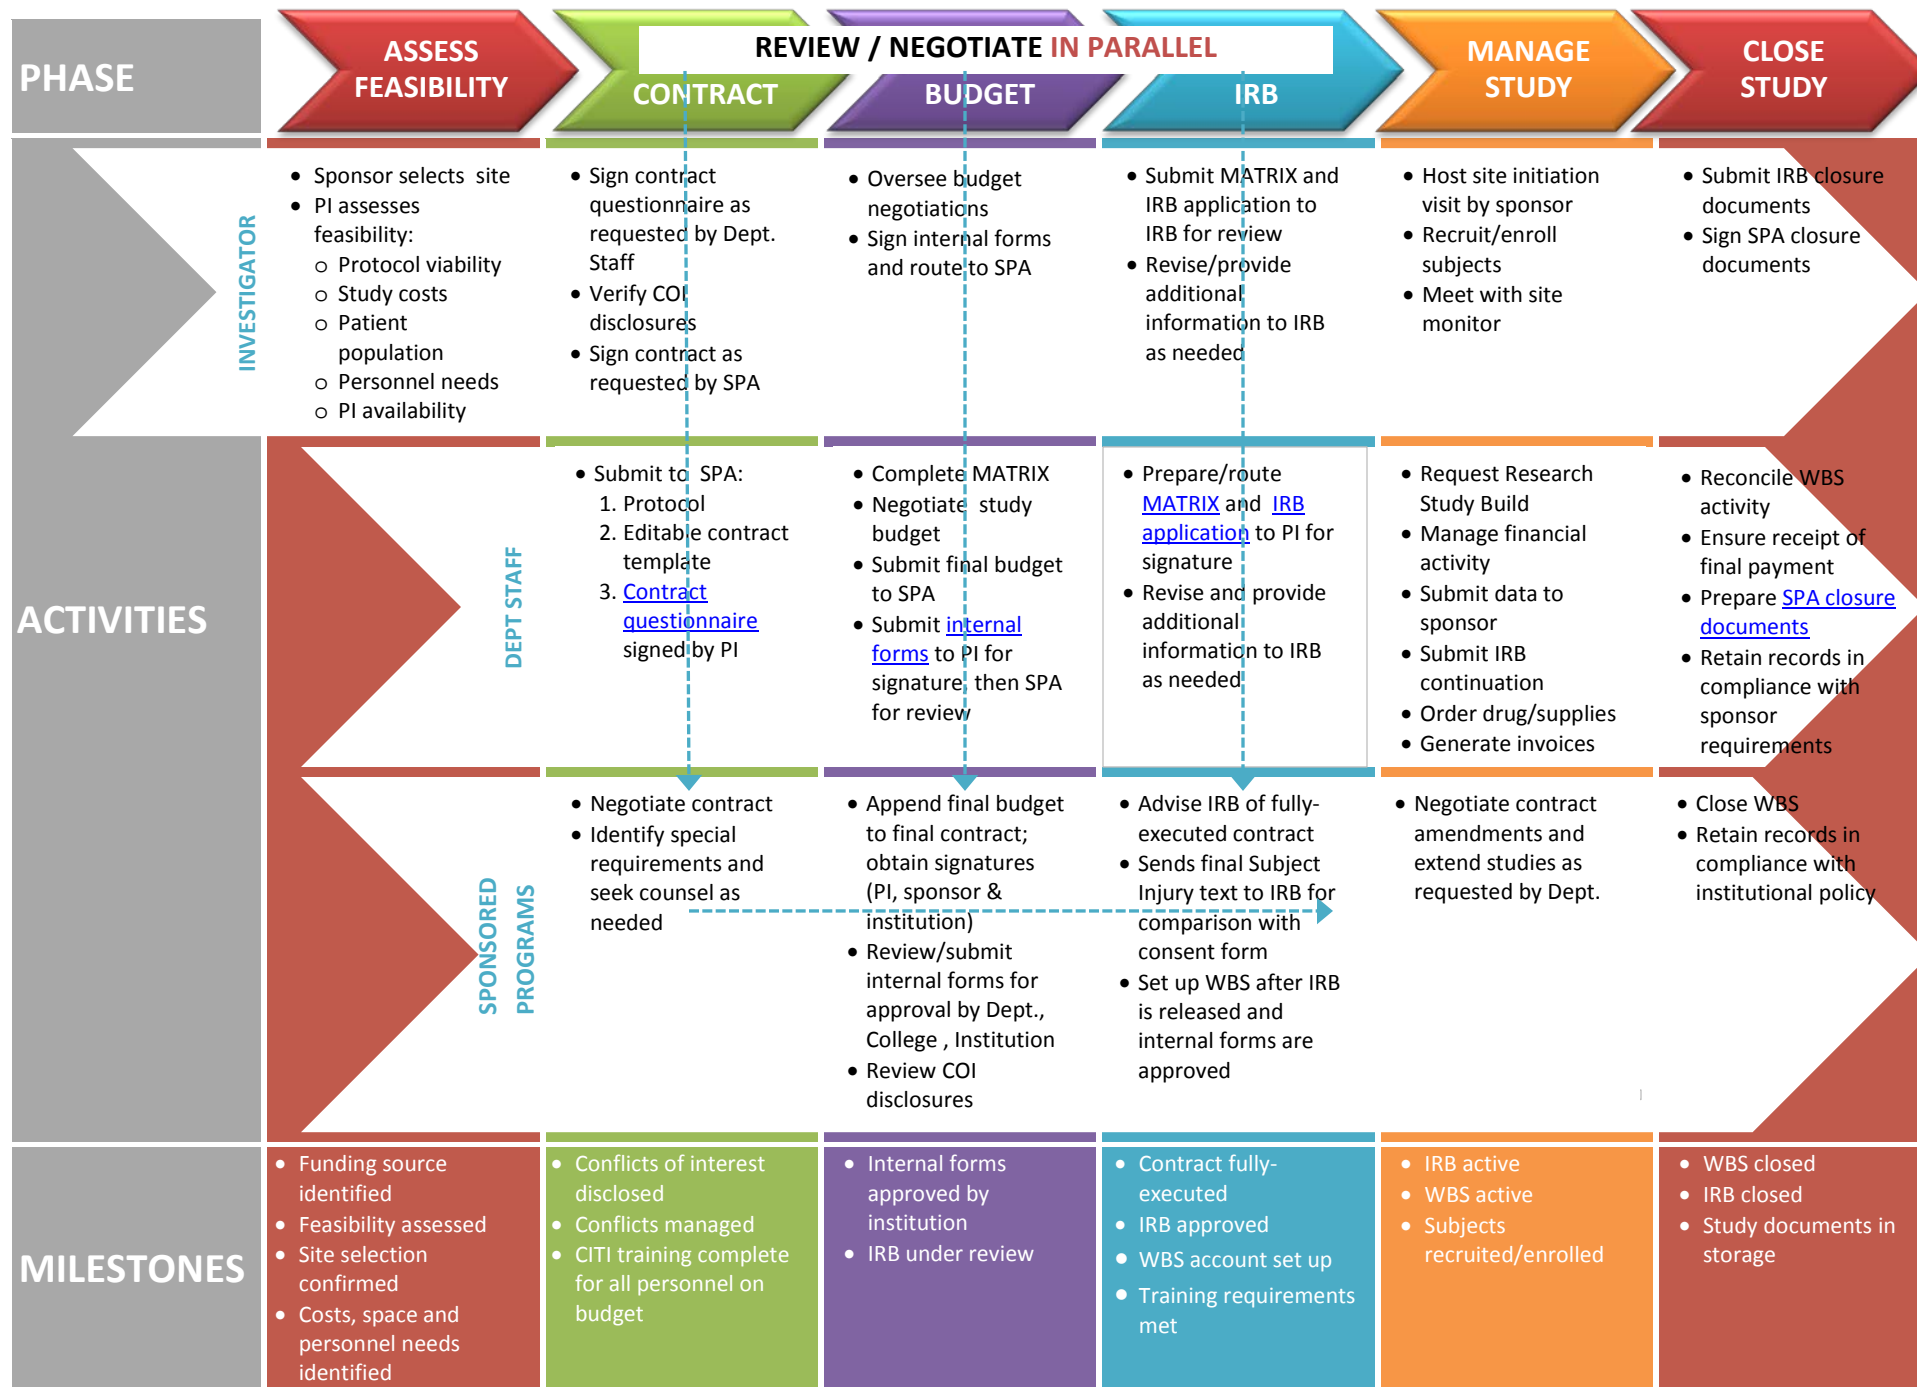 PHASE
ASSESS
FEASIBILITY
REVIEW / NEGOTIATE IN PARALLEL
CONTRACT
BUDGET
IRB
MANAGE
STUDY
CLOSE
STUDY
ACTIVITIES
INVESTIGATOR
• Sponsor selects site
• PI assesses
feasibility:
o Protocol viability
o Study costs
o Patient
population
o Personnel needs
o PI availability
• Sign contract
questionnaire as
requested by Dept.
Staff
• Verify COI
disclosures
• Sign contract as
requested by SPA
• Oversee budget
negotiations
• Sign internal forms
and route to SPA
• Submit MATRIX and
IRB application to
IRB for review
• Revise/provide
additional
information to IRB
as needed
• Host site initiation
visit by sponsor
• Recruit/enroll
subjects
• Meet with site
monitor
• Submit IRB closure
documents
• Sign SPA closure
documents
DEPT STAFF
• Submit to SPA:
1. Protocol
2. Editable contract
template
3. Contract
questionnaire
signed by PI
• Complete MATRIX
• Negotiate study
budget
• Submit final budget
to SPA
• Submit internal
forms to PI for
signature, then SPA
for review
• Prepare/route
MATRIX and IRB
application to PI for
signature
• Revise and provide
additional
information to IRB
as needed
• Request Research
Study Build
• Manage financial
activity
• Submit data to
sponsor
• Submit IRB
continuation
• Order drug/supplies
• Generate invoices
• Reconcile WBS
activity
• Ensure receipt of
final payment
• Prepare SPA closure
documents
• Retain records in
compliance with
sponsor
requirements
SPONSORED
PROGRAMS
• Negotiate contract
• Identify special
requirements and
seek counsel as
needed
• Append final budget
to final contract;
obtain signatures
(PI, sponsor &
institution)
• Review/submit
internal forms for
approval by Dept.,
College , Institution
• Review COI
disclosures
• Advise IRB of fully-
executed contract
• Sends final Subject
Injury text to IRB for
comparison with
consent form
• Set up WBS after IRB
is released and
internal forms are
approved
• Negotiate contract
amendments and
extend studies as
requested by Dept.
• Close WBS
• Retain records in
compliance with
institutional policy
MILESTONES
• Funding source
identified
• Feasibility assessed
• Site selection
confirmed
• Costs, space and
personnel needs
identified
• Conflicts of interest
disclosed
• Conflicts managed
• CITI training complete
for all personnel on
budget
• Internal forms
approved by
institution
• IRB under review
• Contract fully-
executed
• IRB approved
• WBS account set up
• Training requirements
met
• IRB active
• WBS active
• Subjects
recruited/enrolled
• WBS closed
• IRB closed
• Study documents in
storage